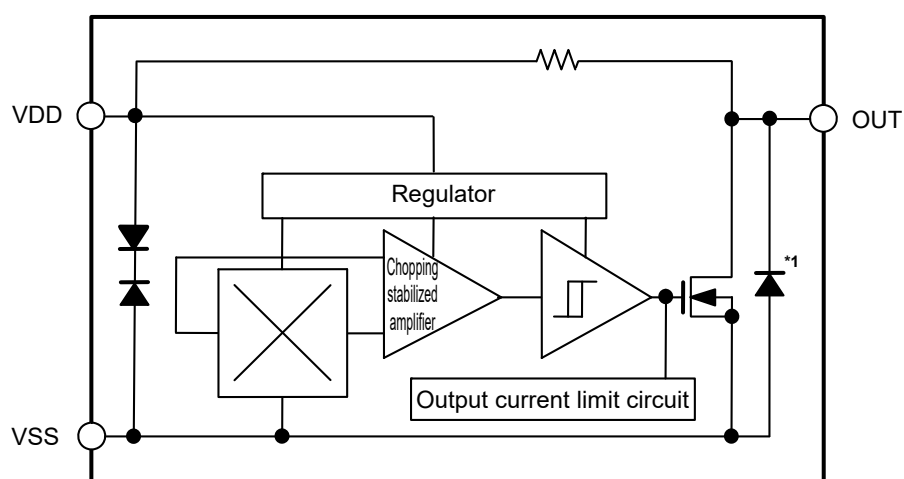 VDD
OUT
Regulator
Chopping
stabilized
amplifier
*1
Output current limit circuit
VSS